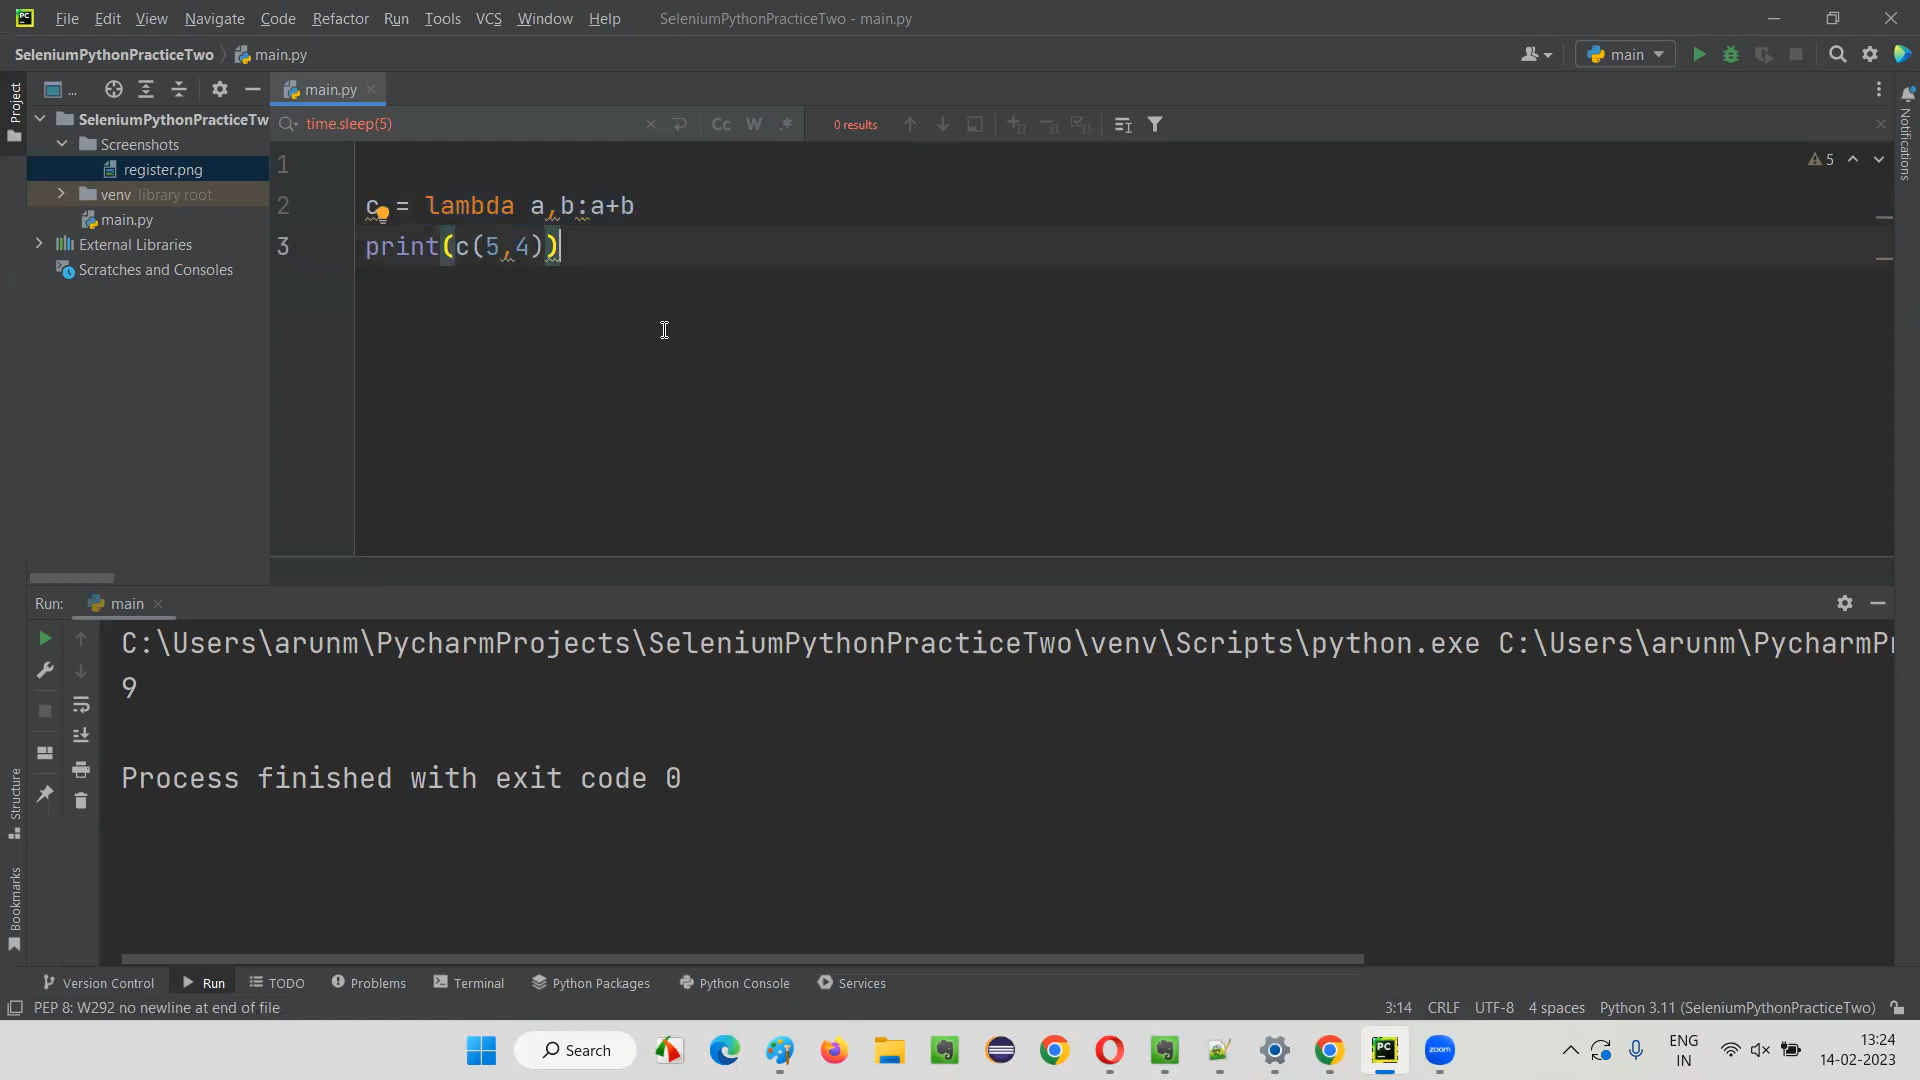 File Edit View Navigate Code Refactor Run Tools VCS Window Help SeleniumPythonPracticeTwo - main.py
SeleniumPythonPracticeTwo main.py main
... main.py
Project
SeleniumPythonPracticeTw
time.sleep(5) Cc W .* 0 results
Screenshots
register.png
venv library root
main.py
External Libraries
Scratches and Consoles
Notifications
1
2 c = lambda a,b:a+b
3 print(c(5,4))
5
Run: main
C:\Users\arunm\PycharmProjects\SeleniumPythonPracticeTwo\venv\Scripts\python.exe C:\Users\arunm\PycharmPr
9
Process finished with exit code 0
Structure
Bookmarks
Version Control Run TODO Problems Terminal Python Packages Python Console Services
PEP 8: W292 no newline at end of file 3:14 CRLF UTF-8 4 spaces Python 3.11 (SeleniumPythonPracticeTwo)
Search zoom ENG 13:24
IN 14-02-2023